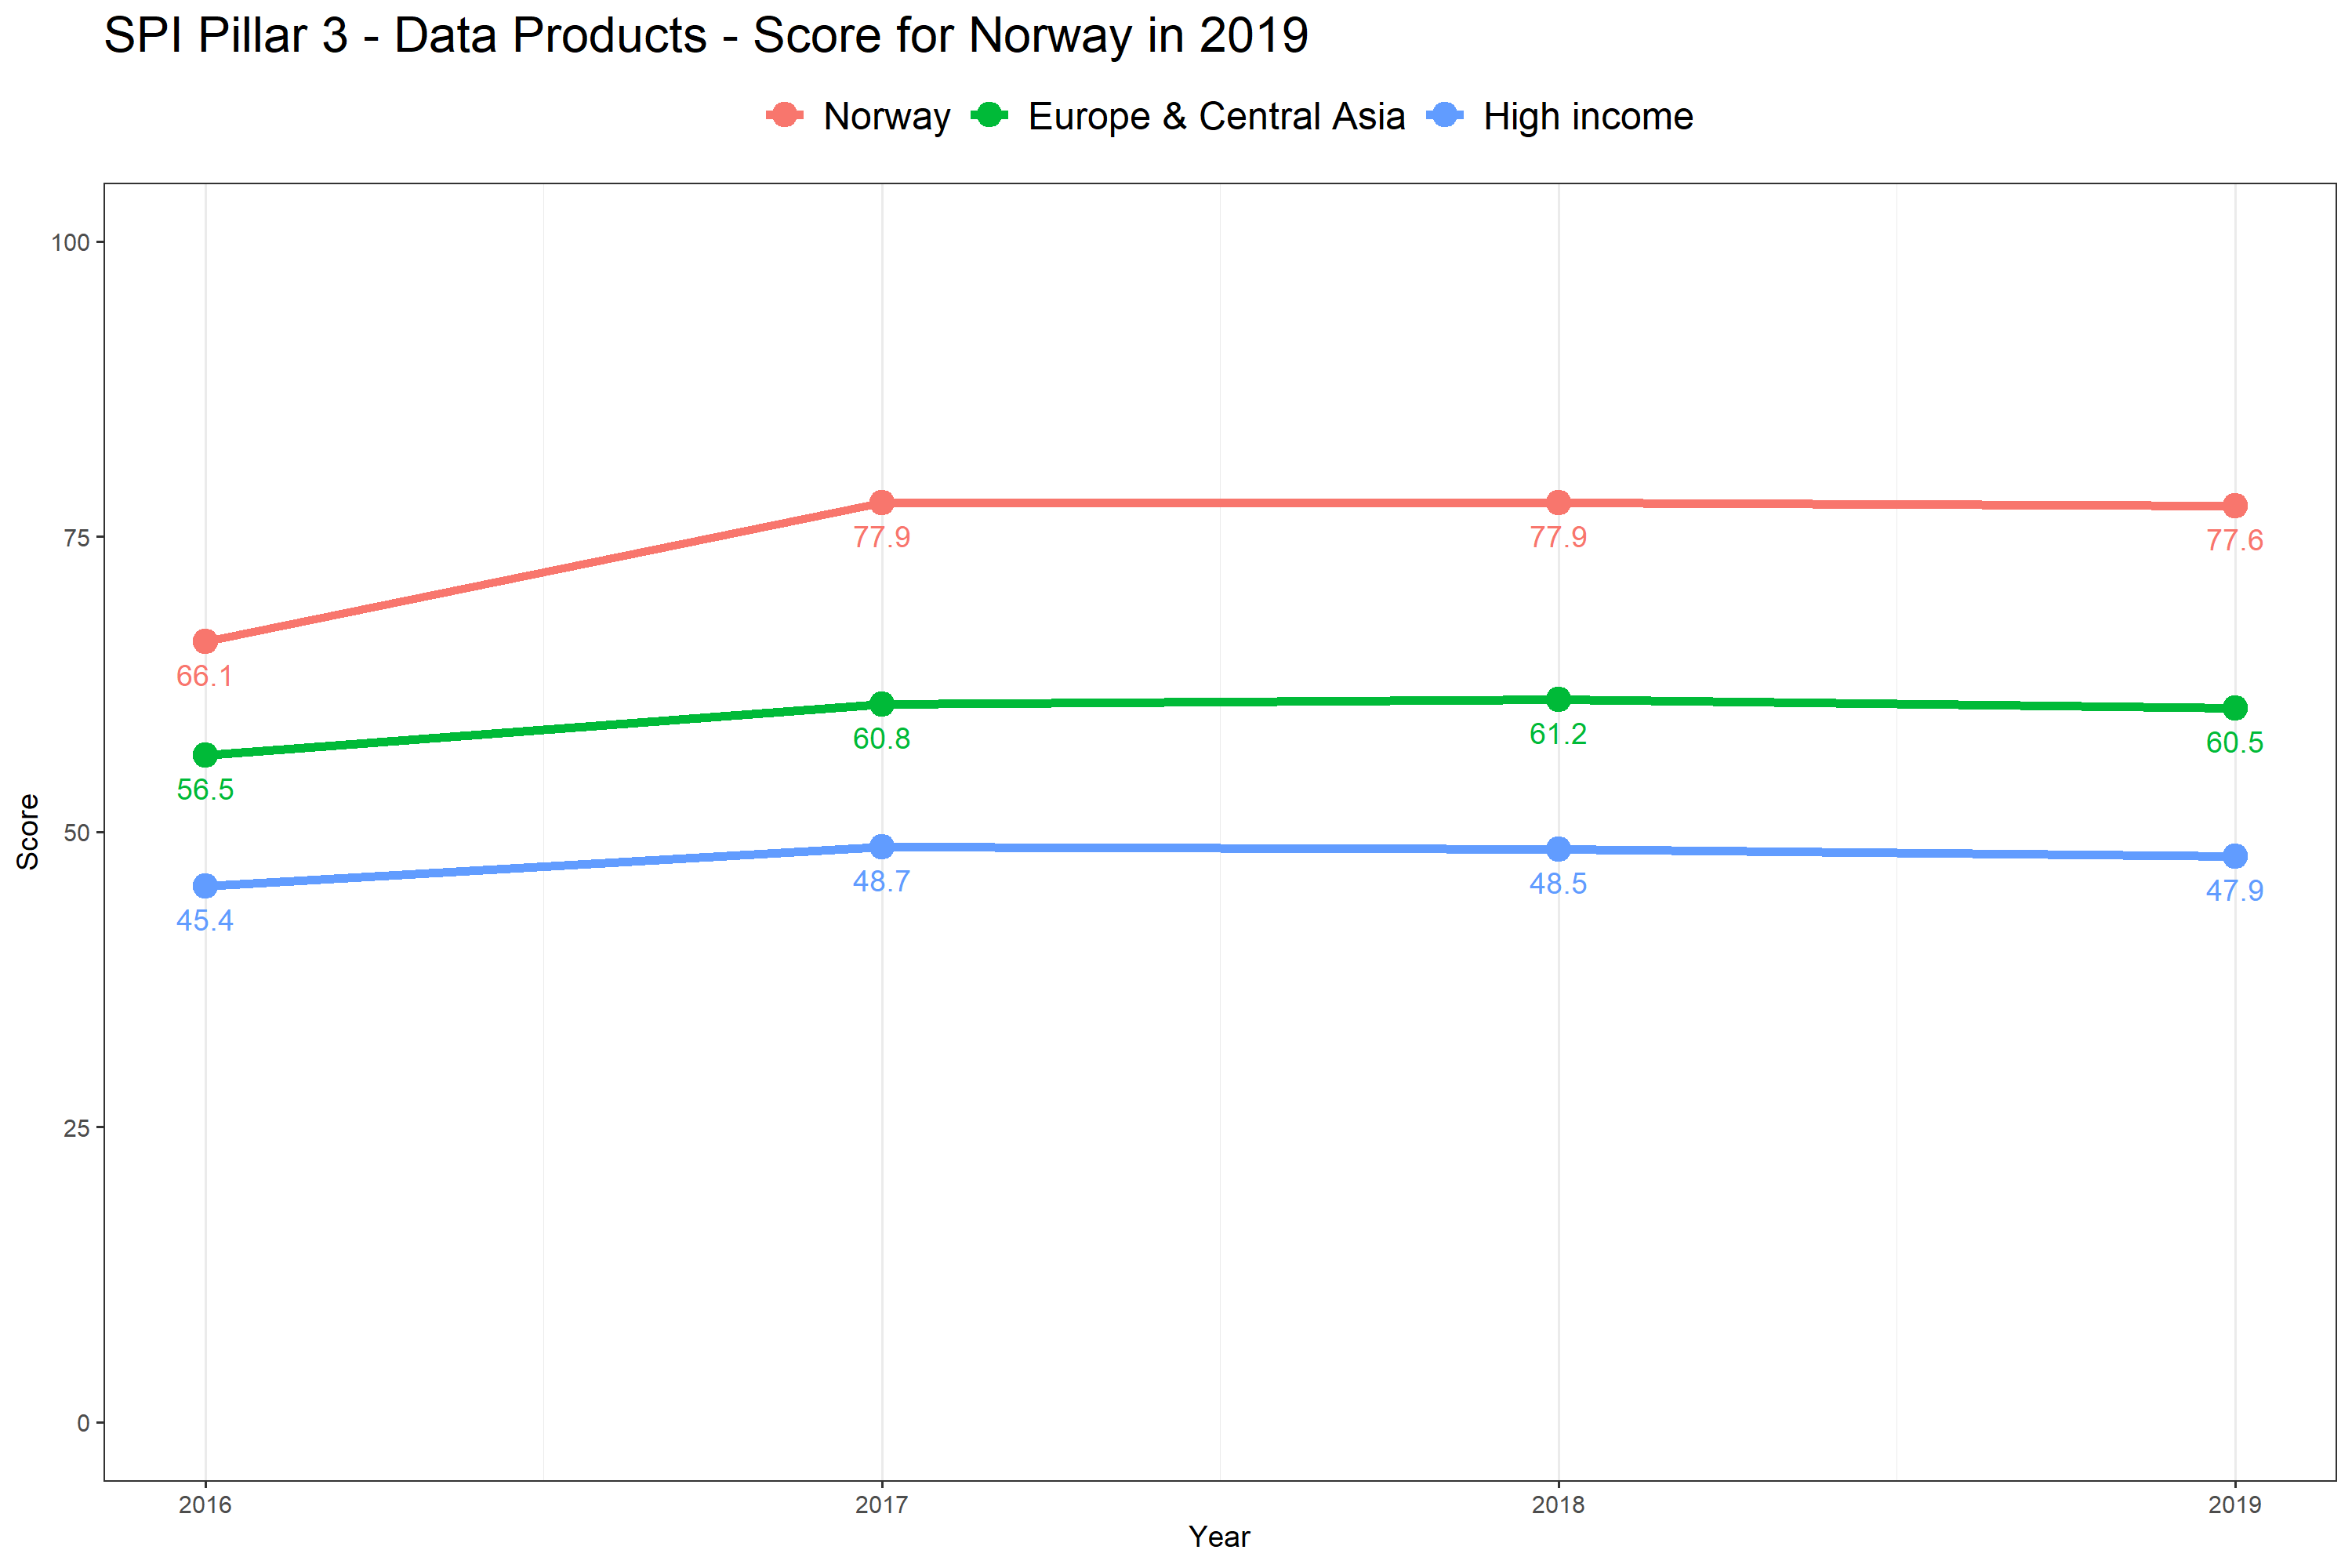 SPI Pillar 3 - Data Products - Score for Norway in 2019
Norway Europe & Central Asia High income
100
75
50
25
0
Score
66.1 77.9 77.9 77.6
56.5 60.8 61.2 60.5
45.4 48.7 48.5 47.9
2016 2017 2018 2019
Year